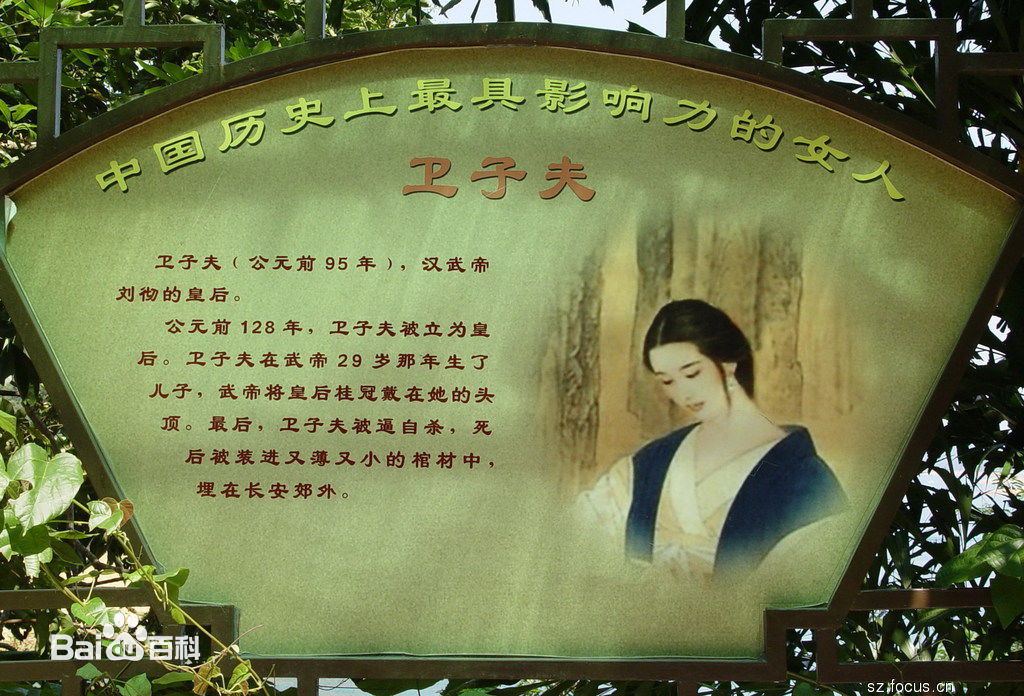 中国历史上最具影响力的女人
卫子夫
卫子夫（公元前95年），汉武帝
刘彻的皇后。
公元前128年，卫子夫被立为皇
后。卫子夫在武帝29岁那年生了
儿子，武帝将皇后桂冠戴在她的头
顶。最后，卫子夫被逼自杀，死
后被装进又薄又小的棺材中，
埋在长安郊外。
Bai du 百科
sz.focus.cn